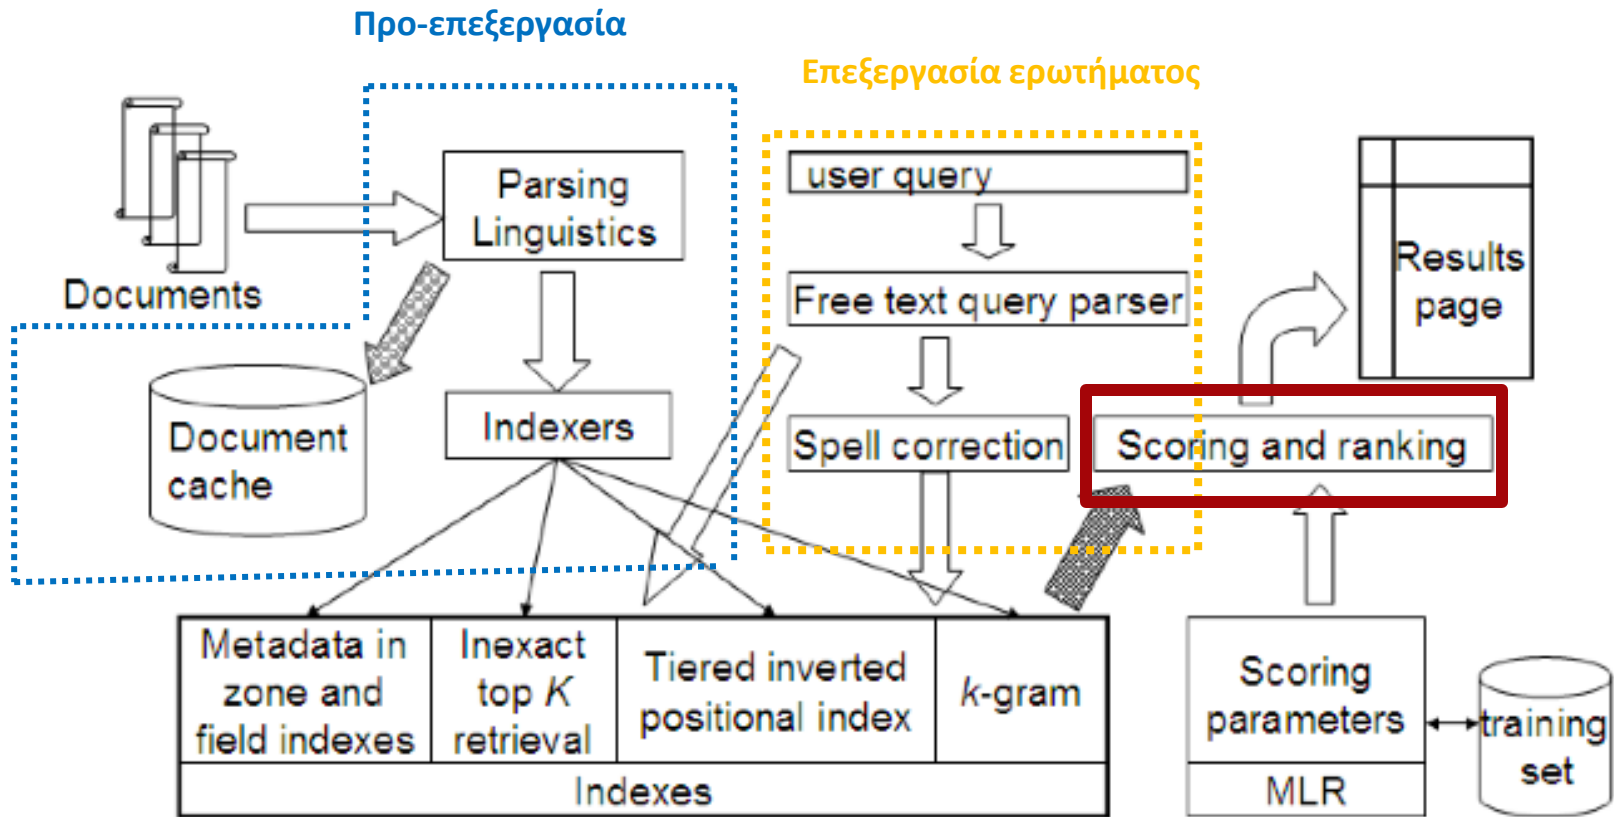 Προ-επεξεργασία
Επεξεργασία ερωτήματος
Documents
Parsing
Linguistics
user query
Free text query parser
Results
page
Document
cache
Indexers
Spell correction
Scoring and ranking
Metadata in
zone and
field indexes
Inexact
top K
retrieval
Tiered inverted
positional index
k-gram
Indexes
Scoring
parameters
MLR
training
set